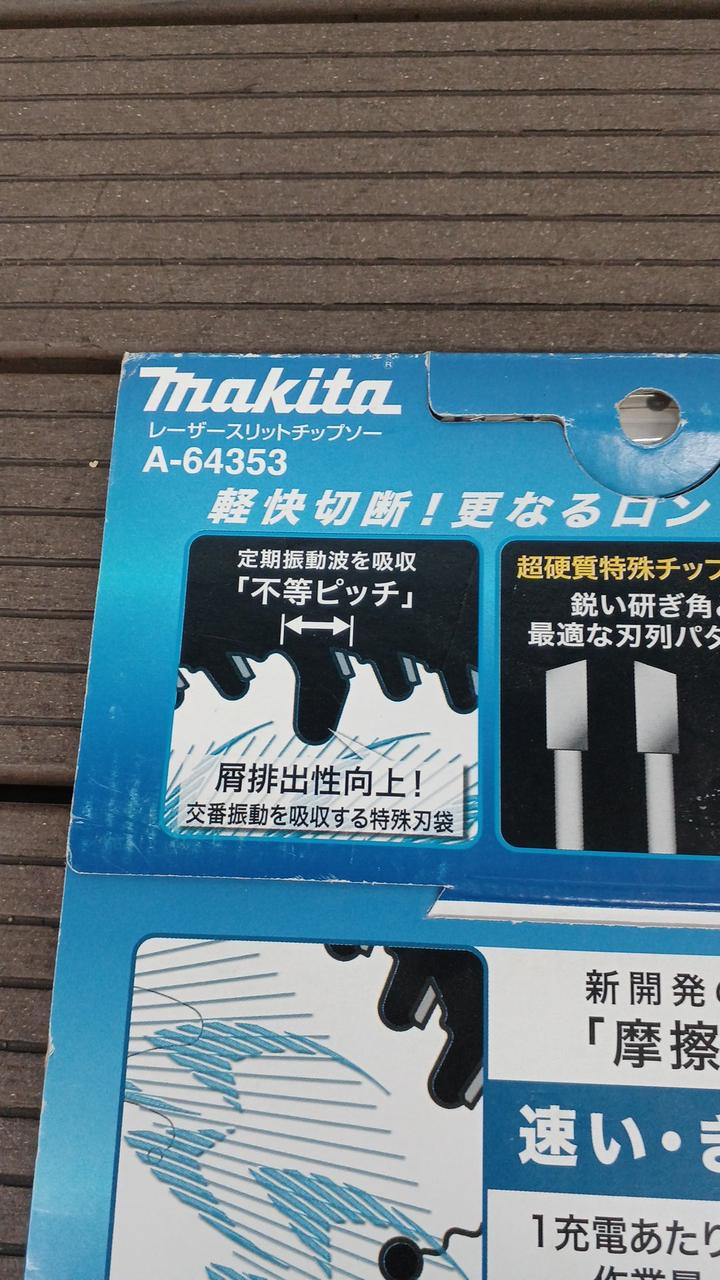 makita®
レーザースリットチップソー
A-64353
軽快切断！更なるロン
定期振動波を吸収
「不等ピッチ」
屑排出性向上！
交番振動を吸収する特殊刃袋
超硬質特殊チップ
鋭い研ぎ角
最適な刃列パタ
新開発
「摩擦
速い・
1充電あたり
作業量